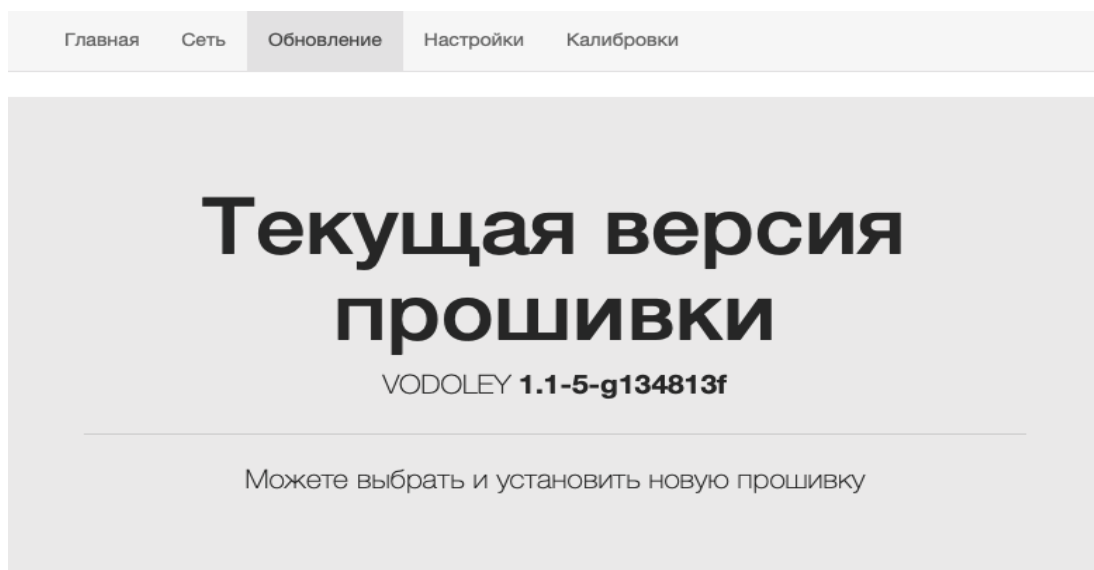 Главная Сеть Обновление Настройки Калибровки
Текущая версия
прошивки
VODOLEY 1.1-5-g134813f
Можете выбрать и установить новую прошивку